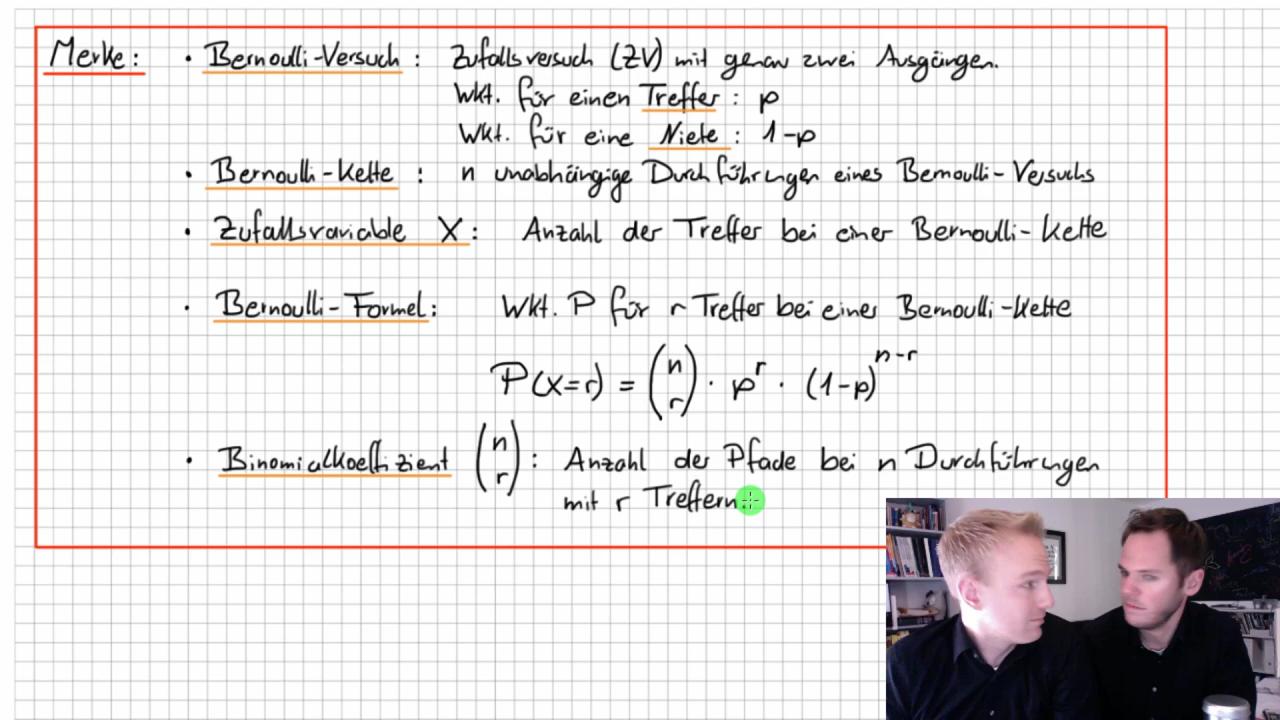 Merke: • Bernoulli-Versuch: Zufallsversuch (ZV) mit genau zwei Ausgängen.
Wkt. für einen Treffer: p
Wkt. für eine Niete: 1-p
• Bernoulli-Kette: n unabhängige Durchführungen eines Bernoulli-Versuchs
• Zufallsvariable X: Anzahl der Treffer bei einer Bernoulli-Kette
• Bernoulli-Formel: Wkt. P für r Treffer bei einer Bernoulli-Kette
P(X=r) = (n r) · p^r · (1-p)^n-r
• Binomialkoeffizient (n r): Anzahl der Pfade bei n Durchführungen
mit r Treffern.